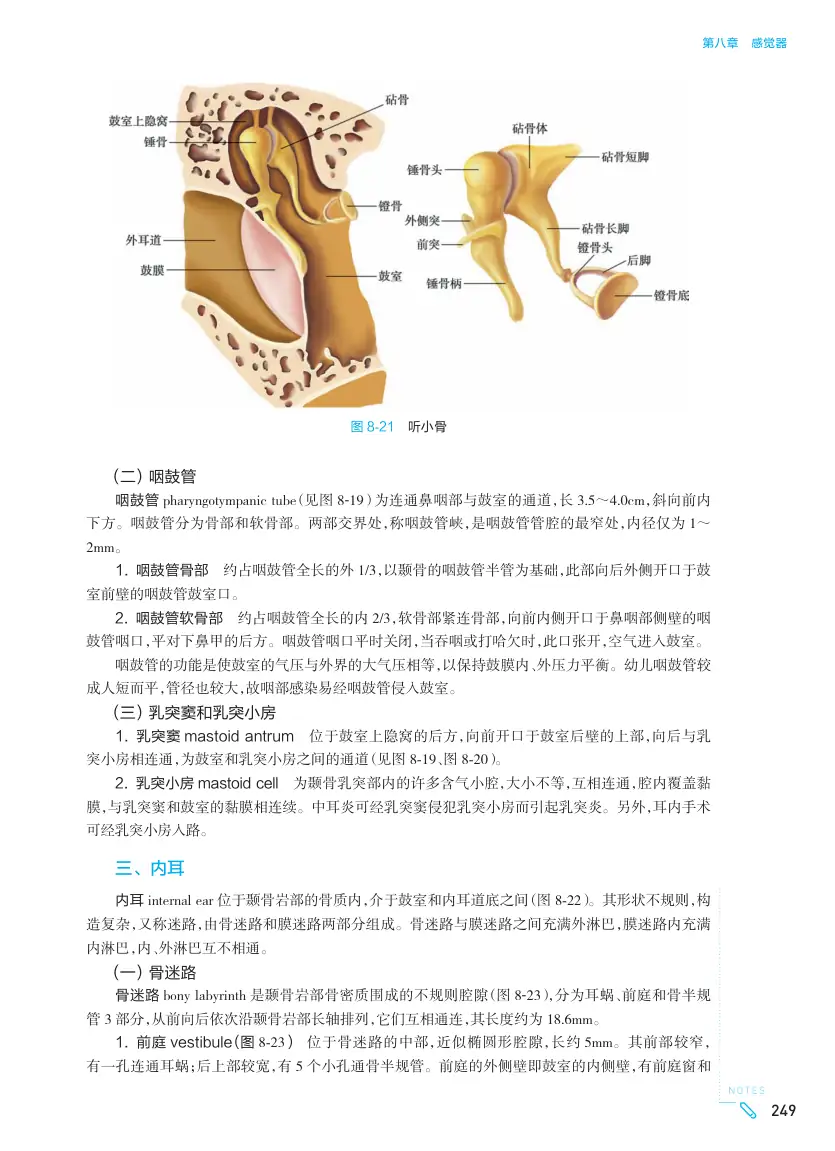 第八章 感觉器
砧骨
鼓室上隐窝
锤骨
镫骨
外耳道
鼓膜
鼓室
砧骨体
砧骨短脚
锤骨头
外侧突
砧骨长脚
前突
镫骨头
后脚
锤骨柄
镫骨底
图 8-21 听小骨
（二）咽鼓管
咽鼓管 pharyngotympanic tube（见图 8-19）为连通鼻咽部与鼓室的通道，长 3.5～4.0cm，斜向前内
下方。咽鼓管分为骨部和软骨部。两部交界处，称咽鼓管峡，是咽鼓管管腔的最窄处，内径仅为 1～
2mm。
1. 咽鼓管骨部 约占咽鼓管全长的外 1/3，以颞骨的咽鼓管半管为基础，此部向后外侧开口于鼓
室前壁的咽鼓管鼓室口。
2. 咽鼓管软骨部 约占咽鼓管全长的内 2/3，软骨部紧连骨部，向前内侧开口于鼻咽部侧壁的咽
鼓管咽口，平对下鼻甲的后方。咽鼓管咽口平时关闭，当吞咽或打哈欠时，此口张开，空气进入鼓室。
咽鼓管的功能是使鼓室的气压与外界的大气压相等，以保持鼓膜内、外压力平衡。幼儿咽鼓管较
成人短而平，管径也较大，故咽部感染易经咽鼓管侵入鼓室。
（三）乳突窦和乳突小房
1. 乳突窦 mastoid antrum 位于鼓室上隐窝的后方，向前开口于鼓室后壁的上部，向后与乳
突小房相连通，为鼓室和乳突小房之间的通道（见图 8-19、图 8-20）。
2. 乳突小房 mastoid cell 为颞骨乳突部内的许多含气小腔，大小不等，互相连通，腔内覆盖黏
膜，与乳突窦和鼓室的黏膜相连续。中耳炎可经乳突窦侵犯乳突小房而引起乳突炎。另外，耳内手术
可经乳突小房入路。
三、内耳
内耳 internal ear 位于颞骨岩部的骨质内，介于鼓室和内耳道底之间（图 8-22）。其形状不规则，构
造复杂，又称迷路，由骨迷路和膜迷路两部分组成。骨迷路与膜迷路之间充满外淋巴，膜迷路内充满
内淋巴，内、外淋巴互不相通。
（一）骨迷路
骨迷路 bony labyrinth 是颞骨岩部骨密质围成的不规则腔隙（图 8-23），分为耳蜗、前庭和骨半规
管 3 部分，从前向后依次沿颞骨岩部长轴排列，它们互相通连，其长度约为 18.6mm。
1. 前庭 vestibule（图 8-23） 位于骨迷路的中部，近似椭圆形腔隙，长约 5mm。其前部较窄，
有一孔连通耳蜗；后上部较宽，有 5 个小孔通骨半规管。前庭的外侧壁即鼓室的内侧壁，有前庭窗和
NOTES
249